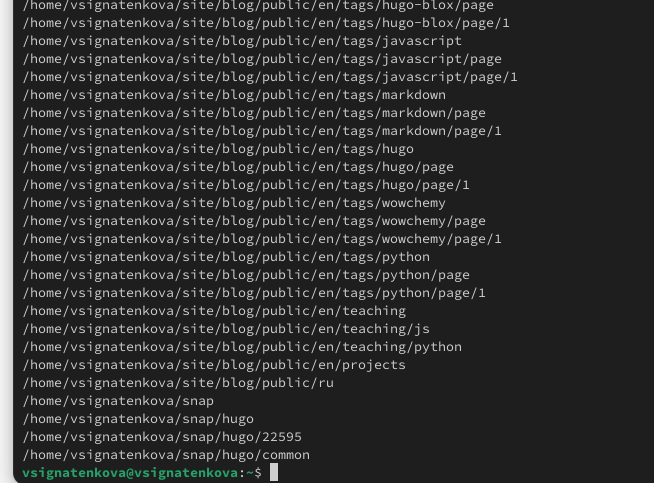 /home/vsignatenkova/site/blog/public/en/tags/hugo-blox/page
/home/vsignatenkova/site/blog/public/en/tags/hugo-blox/page/1
/home/vsignatenkova/site/blog/public/en/tags/javascript
/home/vsignatenkova/site/blog/public/en/tags/javascript/page
/home/vsignatenkova/site/blog/public/en/tags/javascript/page/1
/home/vsignatenkova/site/blog/public/en/tags/markdown
/home/vsignatenkova/site/blog/public/en/tags/markdown/page
/home/vsignatenkova/site/blog/public/en/tags/markdown/page/1
/home/vsignatenkova/site/blog/public/en/tags/hugo
/home/vsignatenkova/site/blog/public/en/tags/hugo/page
/home/vsignatenkova/site/blog/public/en/tags/hugo/page/1
/home/vsignatenkova/site/blog/public/en/tags/wowchemy
/home/vsignatenkova/site/blog/public/en/tags/wowchemy/page
/home/vsignatenkova/site/blog/public/en/tags/wowchemy/page/1
/home/vsignatenkova/site/blog/public/en/tags/python
/home/vsignatenkova/site/blog/public/en/tags/python/page
/home/vsignatenkova/site/blog/public/en/tags/python/page/1
/home/vsignatenkova/site/blog/public/en/teaching
/home/vsignatenkova/site/blog/public/en/teaching/js
/home/vsignatenkova/site/blog/public/en/teaching/python
/home/vsignatenkova/site/blog/public/en/projects
/home/vsignatenkova/site/blog/public/ru
/home/vsignatenkova/snap
/home/vsignatenkova/snap/hugo
/home/vsignatenkova/snap/hugo/22595
/home/vsignatenkova/snap/hugo/common
vsignatenkova@vsignatenkova:~$